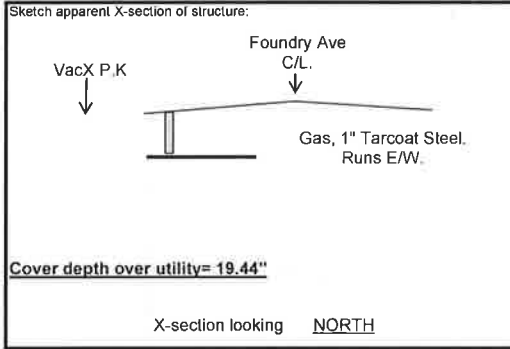 Sketch apparent X-section of structure:
Foundry Ave
C/L.
VacX P.K
Gas, 1" Tarcoat Steel.
Runs E/W.
Cover depth over utility= 19.44"
X-section looking NORTH